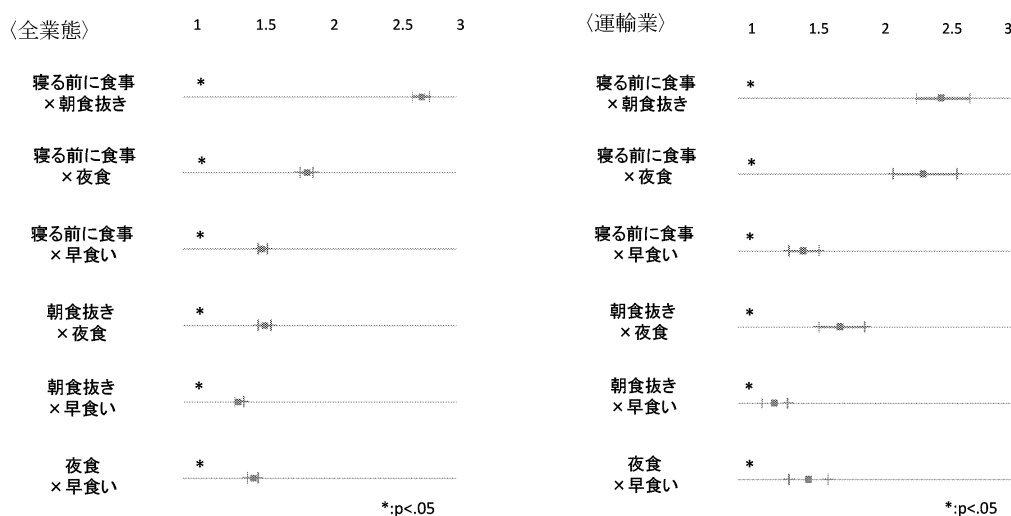 〈全業態〉
1 1.5 2 2.5 3
寝る前に食事
×朝食抜き
*
寝る前に食事
×夜食
*
寝る前に食事
×早食い
*
朝食抜き
×夜食
*
朝食抜き
×早食い
*
夜食
×早食い
*
*:p<.05
〈運輸業〉
1 1.5 2 2.5 3
寝る前に食事
×朝食抜き
*
寝る前に食事
×夜食
*
寝る前に食事
×早食い
*
朝食抜き
×夜食
*
朝食抜き
×早食い
*
夜食
×早食い
*
*:p<.05